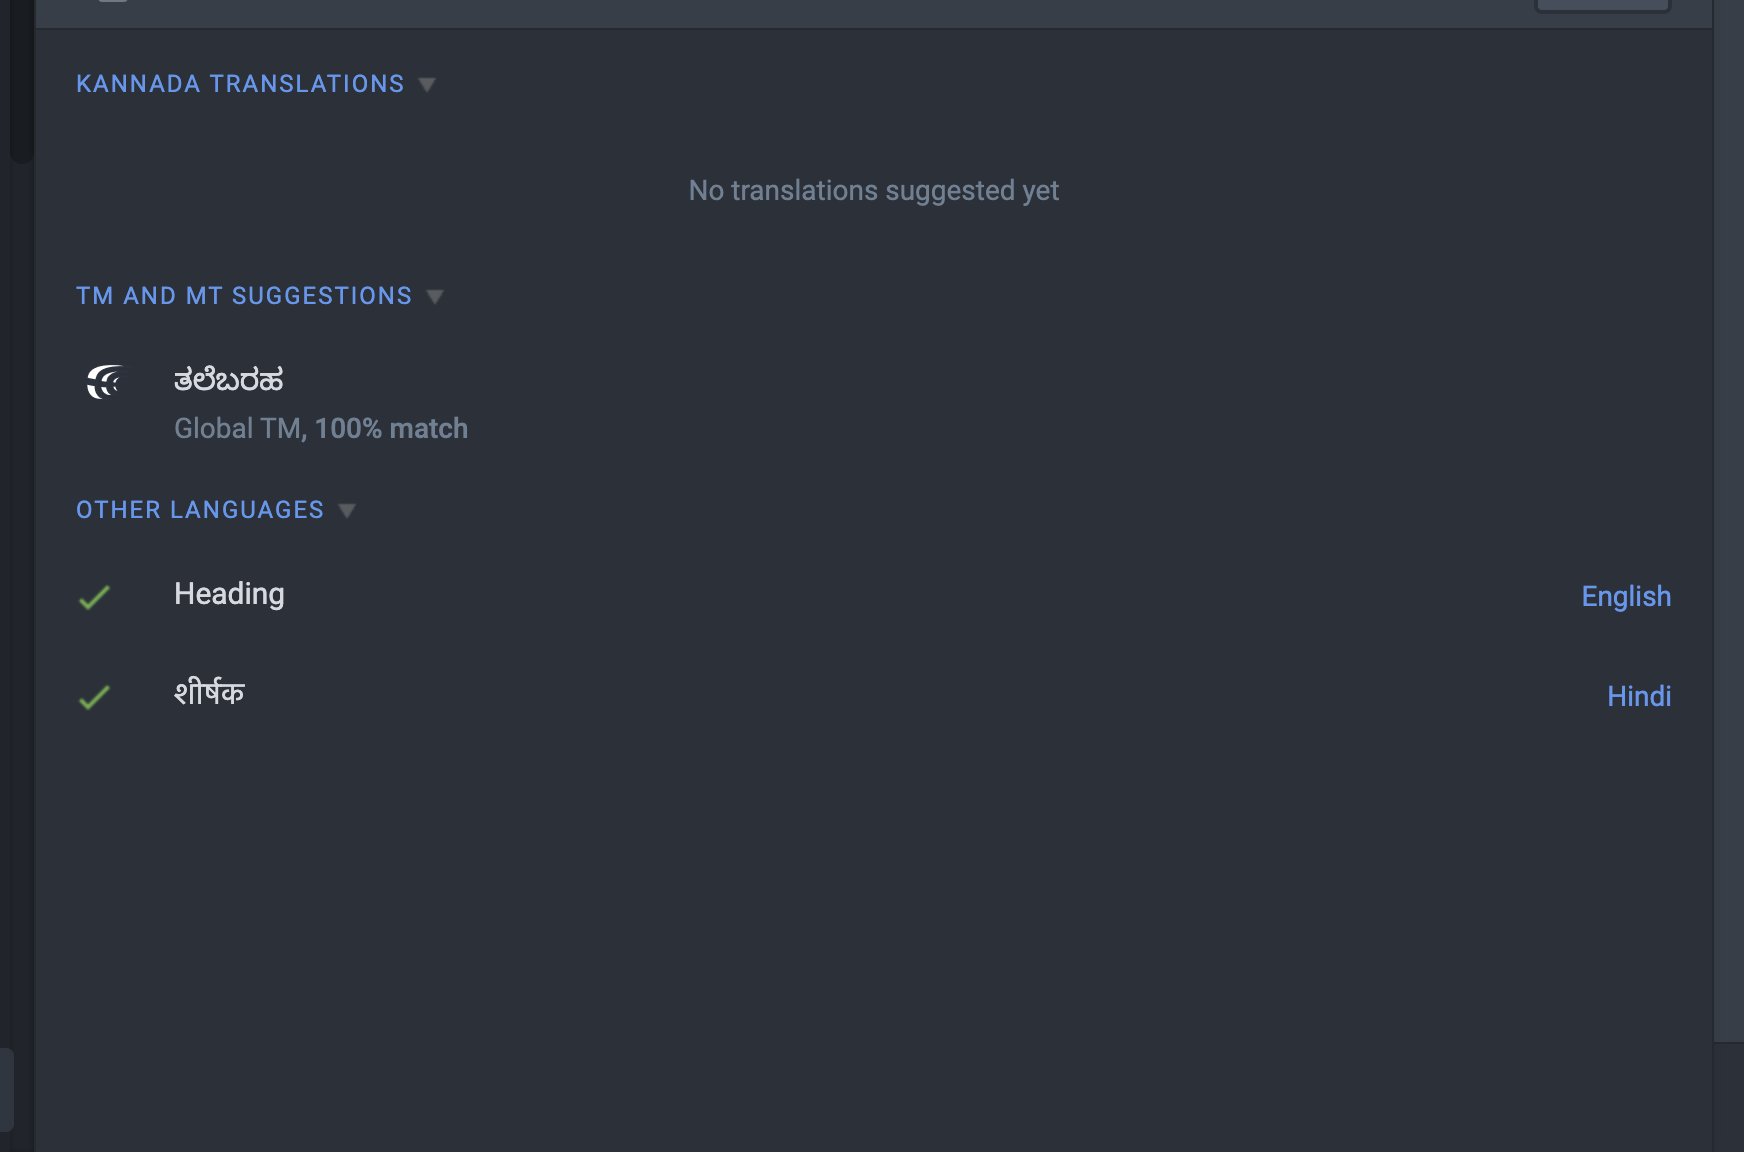 KANNADA TRANSLATIONS
No translations suggested yet
TM AND MT SUGGESTIONS
ತಲೆಬರಹ
Global TM, 100% match
OTHER LANGUAGES
Heading English
शीर्षक Hindi